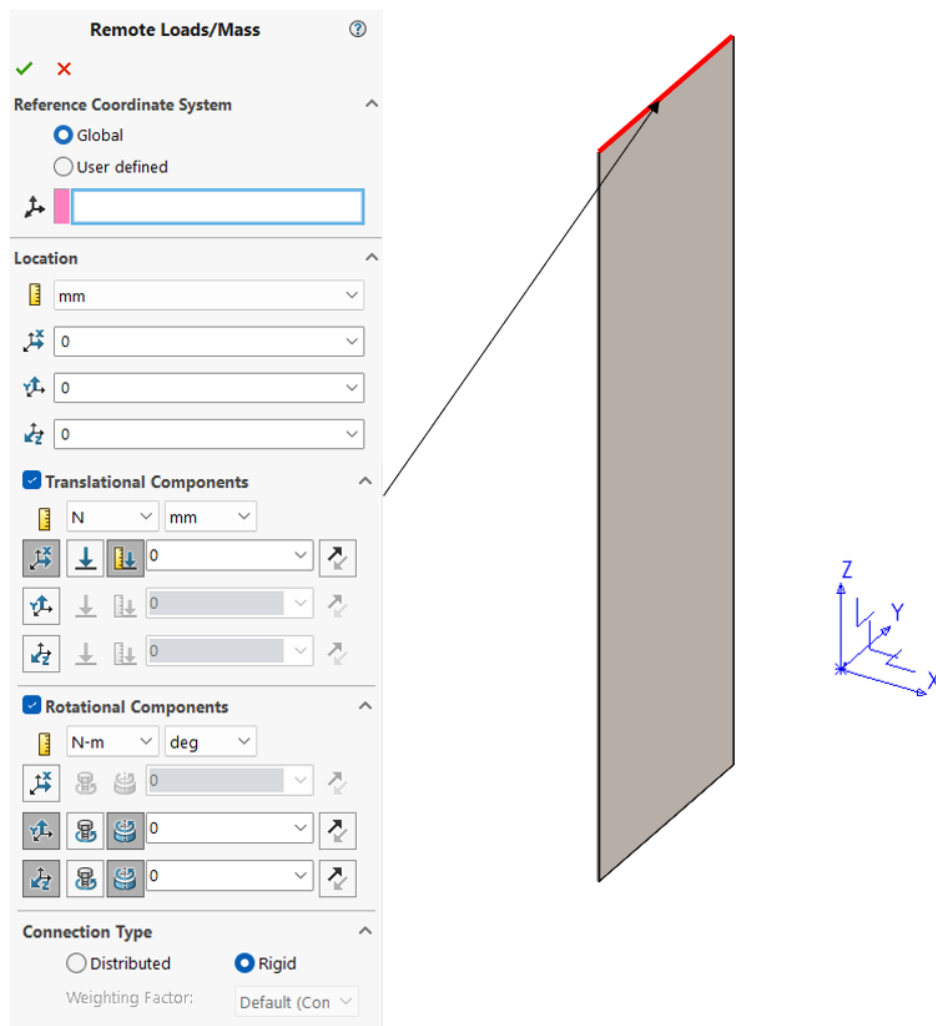 Remote Loads/Mass
Reference Coordinate System
Global
User defined
Location
mm
0
0
0
Translational Components
N mm
0
0
0
Rotational Components
N-m deg
0
0
0
Connection Type
Distributed Rigid
Weighting Factor: Default (Con
Z
Y
X